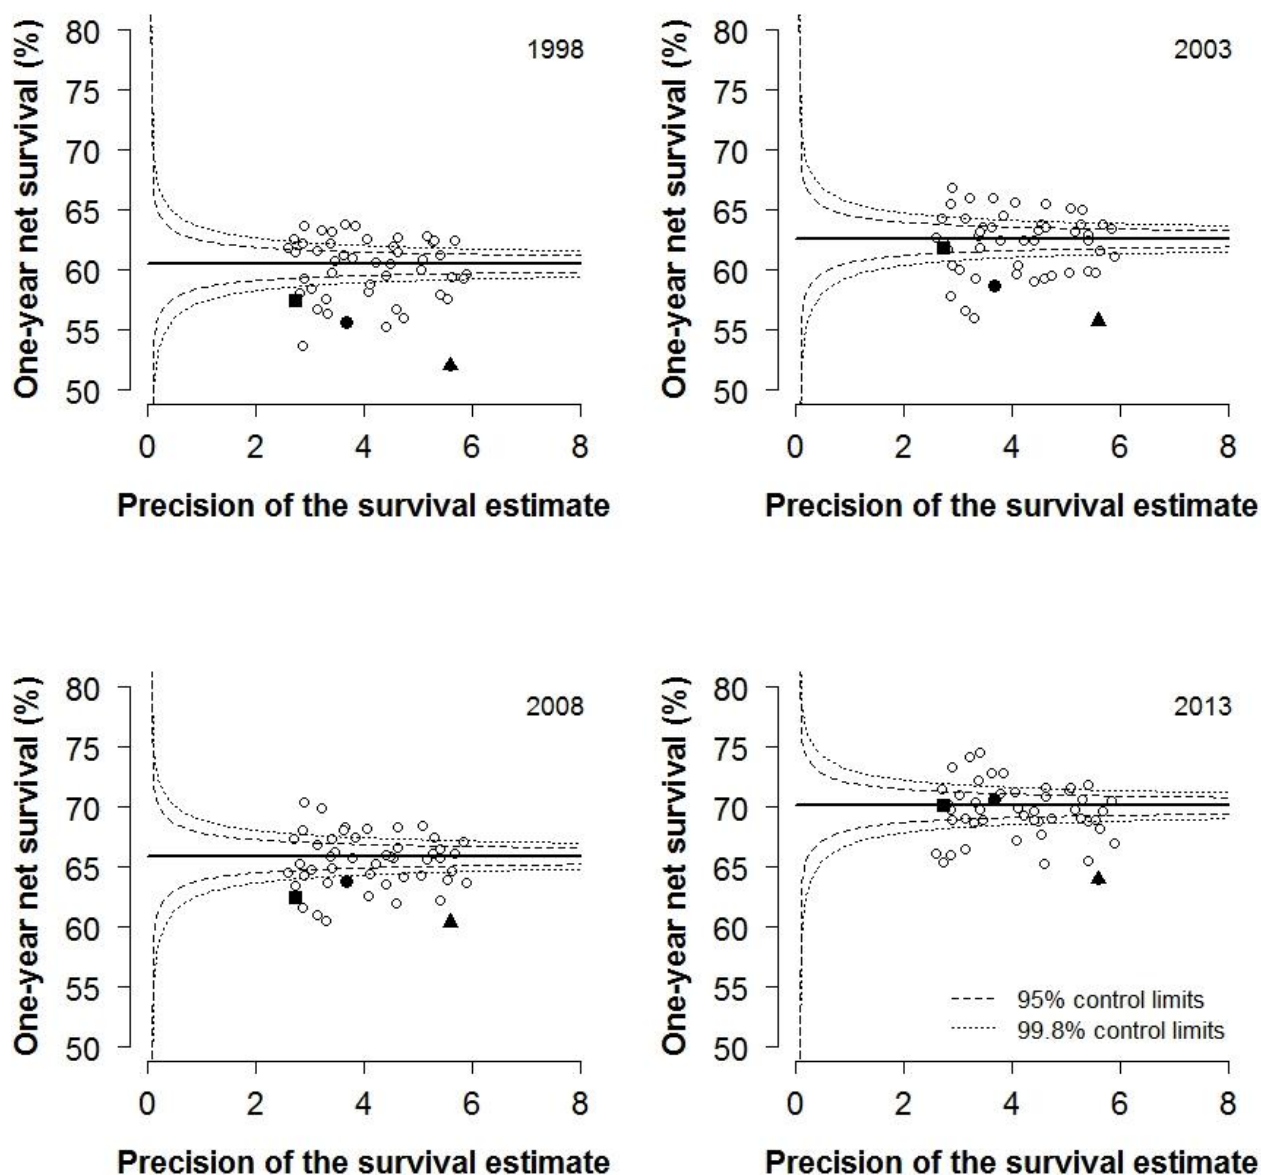 One-year net survival (%)
80
75
70
65
60
55
50
1998
0 2 4 6 8
Precision of the survival estimate
One-year net survival (%)
80
75
70
65
60
55
50
2003
0 2 4 6 8
Precision of the survival estimate
One-year net survival (%)
80
75
70
65
60
55
50
2008
0 2 4 6 8
Precision of the survival estimate
One-year net survival (%)
80
75
70
65
60
55
50
2013
95% control limits
99.8% control limits
0 2 4 6 8
Precision of the survival estimate